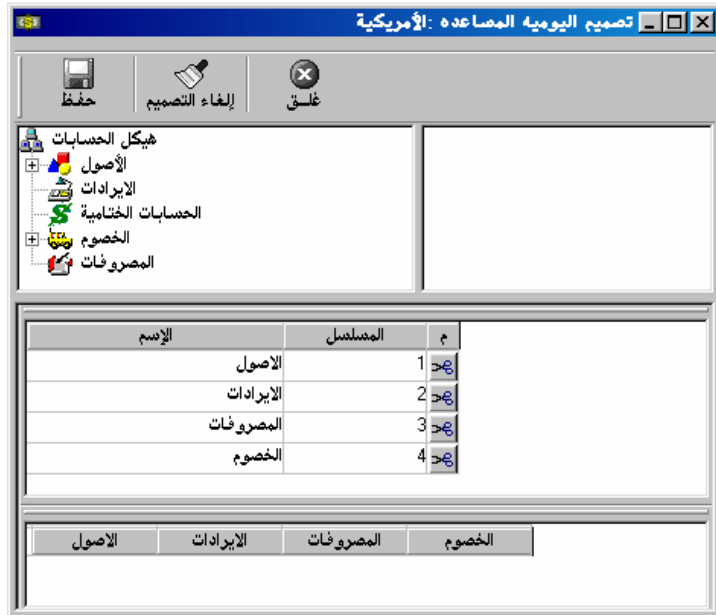 تصميم اليوميه المساعده :الأمريكية
حفظ إلغاء التصميم غلـق
هيكل الحسابات
الأصول
الايرادات
الحسابات الختامية
الخصوم
المصروفات
م المسلسل الإسم
1 الاصول
2 الايرادات
3 المصروفات
4 الخصوم
الخصوم المصروفات الايرادات الاصول